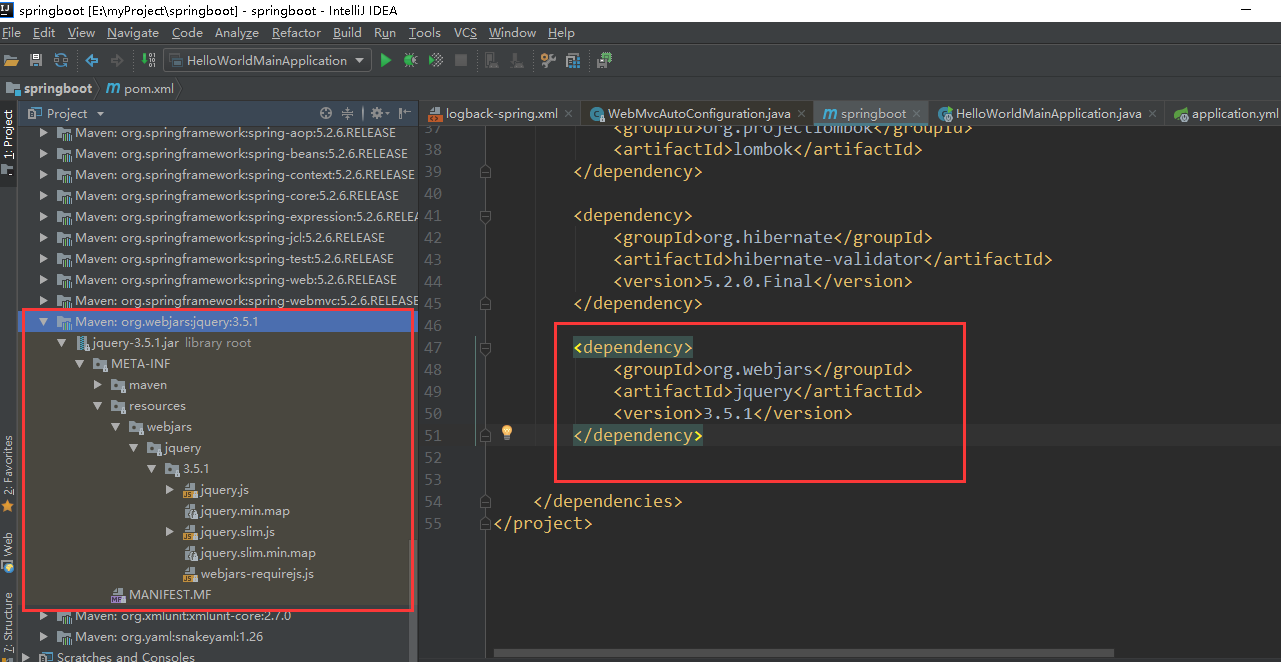 springboot [E:\myProject\springboot] - springboot - IntelliJ IDEA
File Edit View Navigate Code Analyze Refactor Build Run Tools VCS Window Help
HelloWorldMainApplication
springboot pom.xml
Project
logback-spring.xml WebMvcAutoConfiguration.java springboot HelloWorldMainApplication.java application.yml
1: Project
2: Favorites
Web
7: Structure
Maven: org.springframework:spring-aop:5.2.6.RELEASE
Maven: org.springframework:spring-beans:5.2.6.RELEASE
Maven: org.springframework:spring-context:5.2.6.RELEASE
Maven: org.springframework:spring-core:5.2.6.RELEASE
Maven: org.springframework:spring-expression:5.2.6.RELEA
Maven: org.springframework:spring-jcl:5.2.6.RELEASE
Maven: org.springframework:spring-test:5.2.6.RELEASE
Maven: org.springframework:spring-web:5.2.6.RELEASE
Maven: org.springframework:spring-webmvc:5.2.6.RELEASE
Maven: org.webjars:jquery:3.5.1
jquery-3.5.1.jar library root
META-INF
maven
resources
webjars
jquery
3.5.1
jquery.js
jquery.min.map
jquery.slim.js
jquery.slim.min.map
webjars-requirejs.js
MANIFEST.MF
Maven: org.xmlunit:xmlunit-core:2.7.0
Maven: org.yaml:snakeyaml:1.26
Scratches and Consoles
37 <groupId>org.projectlombok</groupId>
38 <artifactId>lombok</artifactId>
39 </dependency>
40
41 <dependency>
42 <groupId>org.hibernate</groupId>
43 <artifactId>hibernate-validator</artifactId>
44 <version>5.2.0.Final</version>
45 </dependency>
46
47 <dependency>
48 <groupId>org.webjars</groupId>
49 <artifactId>jquery</artifactId>
50 <version>3.5.1</version>
51 </dependency>
52
53
54 </dependencies>
55 </project>